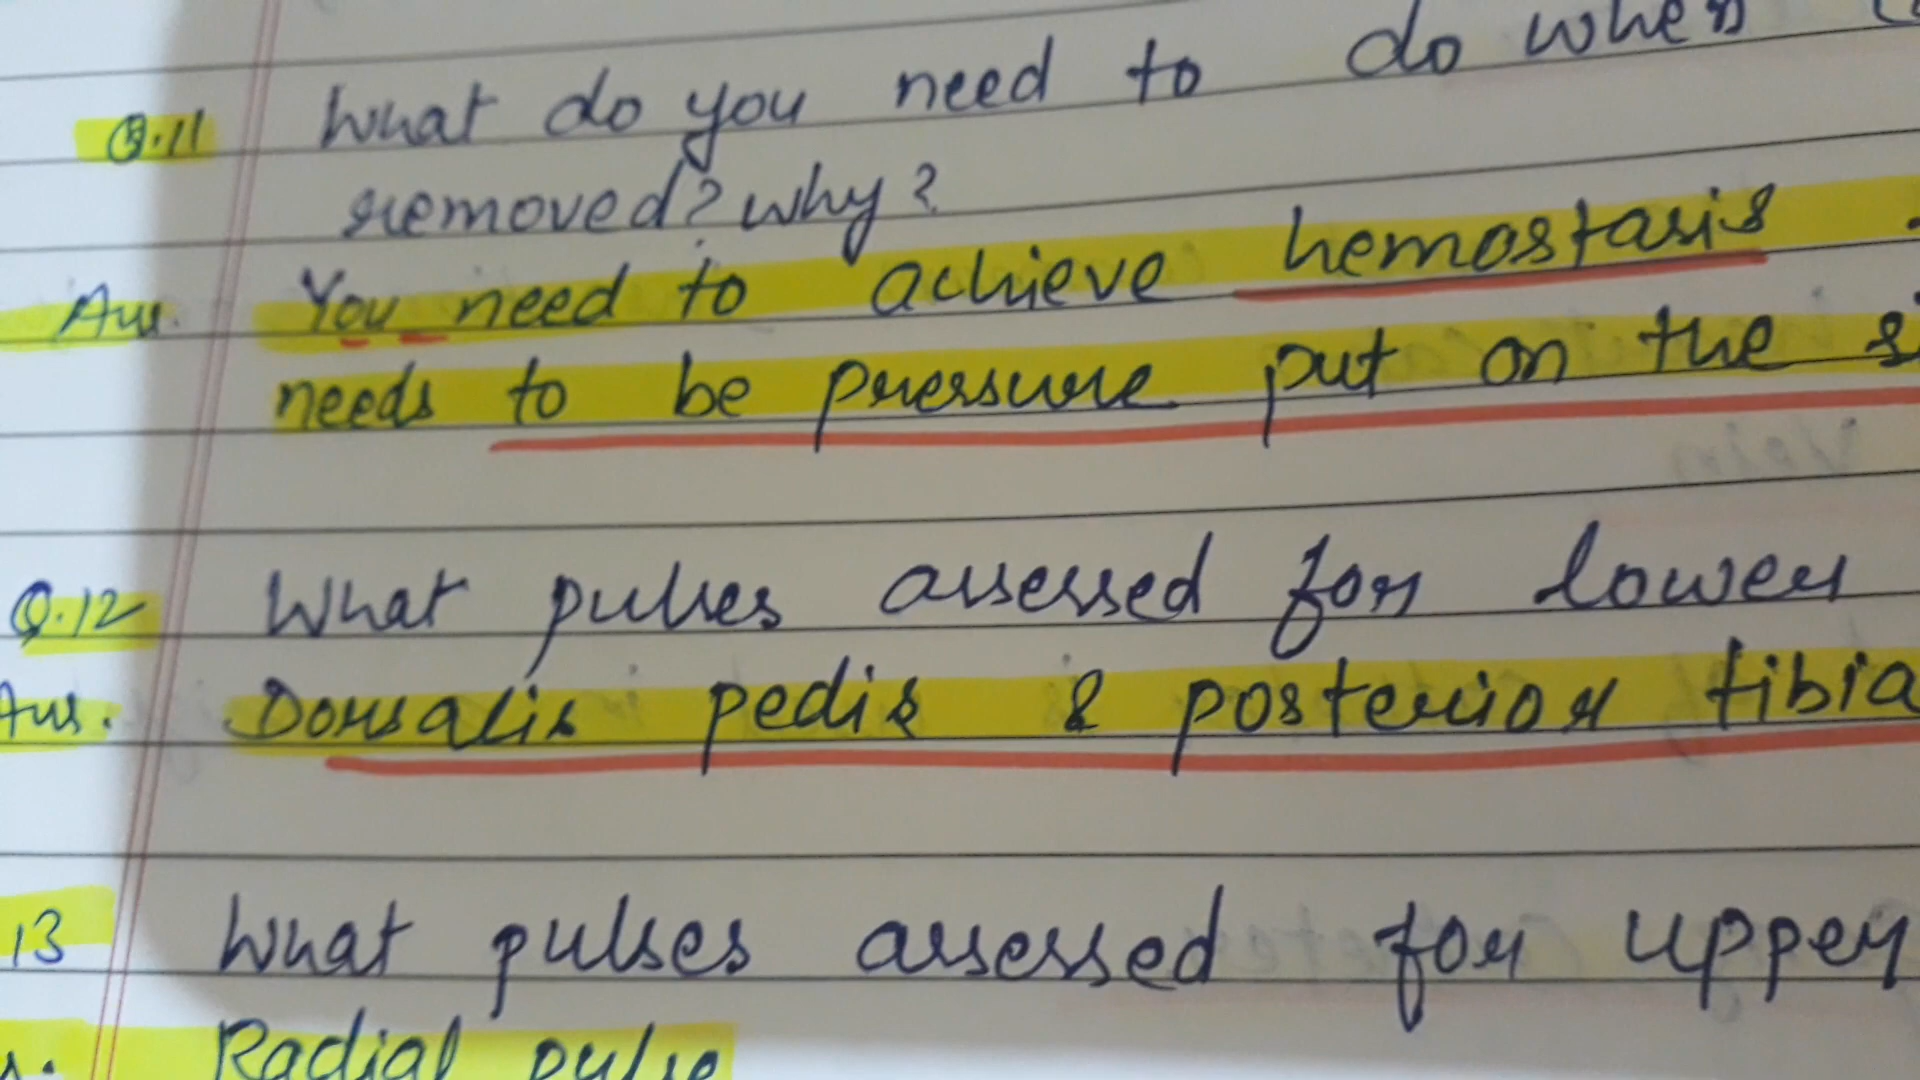 Q.11 What do you need to do when
removed? why?
Ans. You need to achieve hemostasis
needs to be pressure put on the
Q.12 What pulses assessed for lower
Ans. Dorsalis pedis & posterior tibia
13 What pulses assessed for upper
Radial pulse